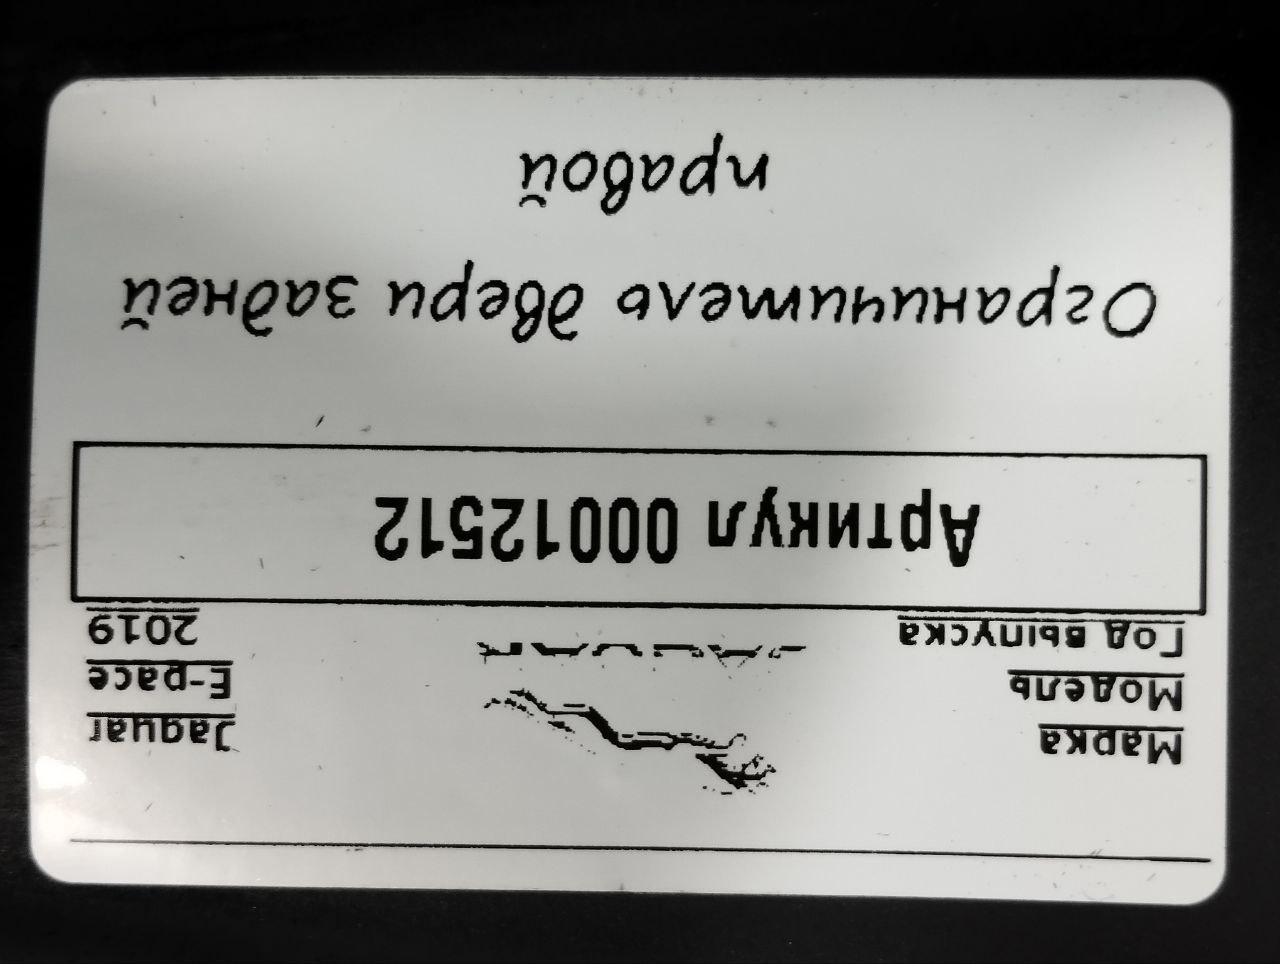 Марка Jaguar
Модель E-pace
Год выпуска 2019
Артикул 00012512
Ограничитель двери задней
правой